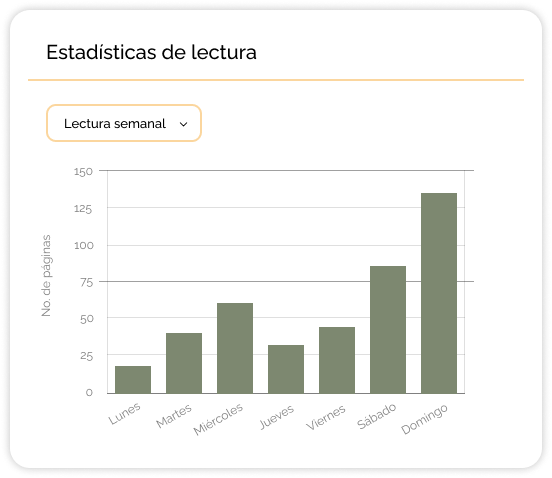 Estadísticas de lectura
Lectura semanal
150
125
100
75
50
25
0
No. de páginas
Lunes
Martes
Miércoles
Jueves
Viernes
Sábado
Domingo